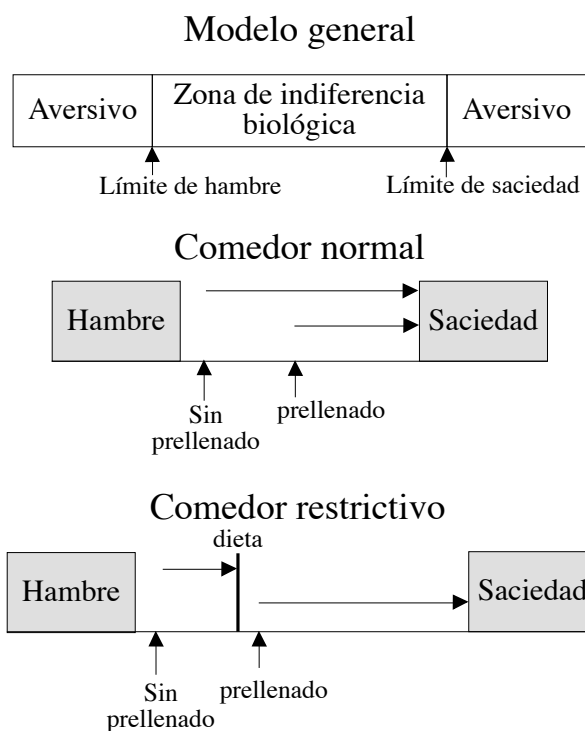 Modelo general
Aversivo
Zona de indiferencia
biológica
Aversivo
Límite de hambre
Límite de saciedad
Comedor normal
Hambre
Saciedad
Sin
prellenado
prellenado
Comedor restrictivo
dieta
Hambre
Saciedad
Sin
prellenado
prellenado